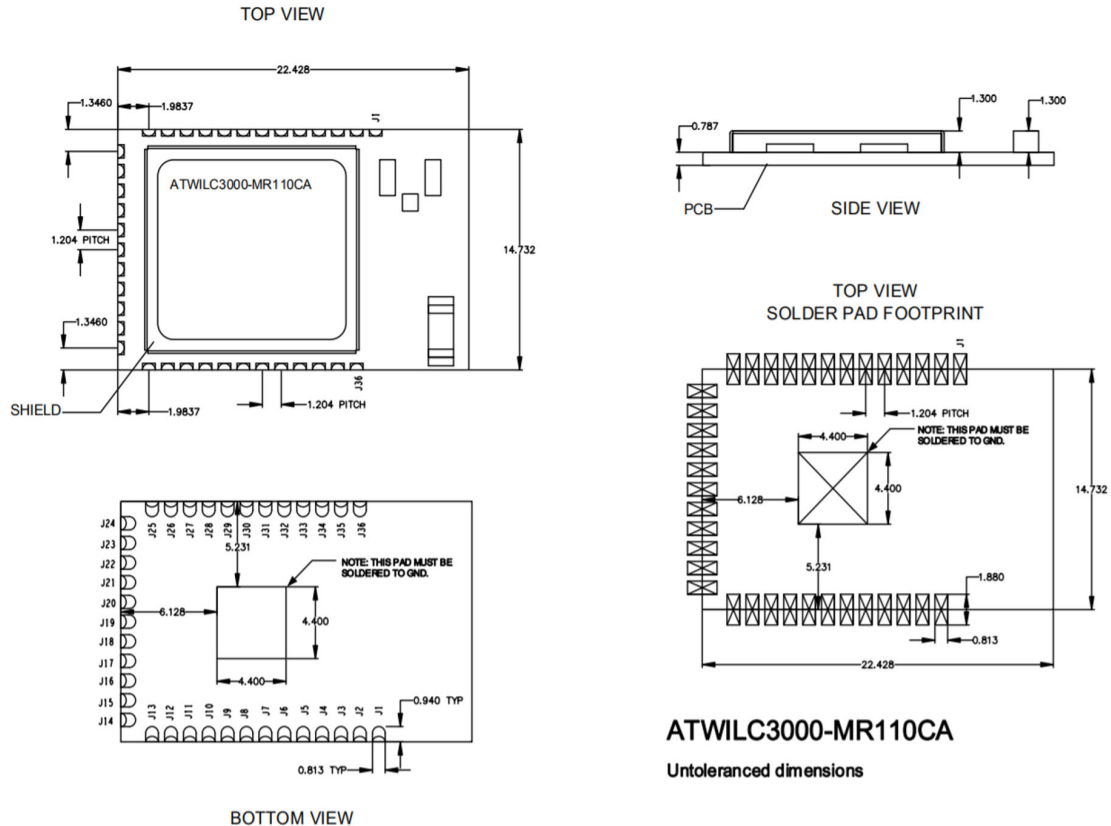 TOP VIEW
22.428
1.3460
1.9837
J1
ATWILC3000-MR110CA
1.204 PITCH
14.732
1.3460
SHIELD
1.9837
1.204 PITCH
J36
0.787
1.300
1.300
PCB
SIDE VIEW
TOP VIEW
SOLDER PAD FOOTPRINT
J1
1.204 PITCH
NOTE: THIS PAD MUST BE
SOLDERED TO GND.
4.400
4.400
6.128
14.732
5.231
1.880
0.813
22.428
J24
J23
J22
J21
J20
J19
J18
J17
J16
J15
J14
J25
J26
J27
J28
J29
J30
J31
J32
J33
J34
J35
J36
5.231
NOTE: THIS PAD MUST BE
SOLDERED TO GND.
6.128
4.400
4.400
J13
J12
J11
J10
J9
J8
J7
J6
J5
J4
J3
J2
J1
0.940 TYP
0.813 TYP
BOTTOM VIEW
ATWILC3000-MR110CA
Untoleranced dimensions